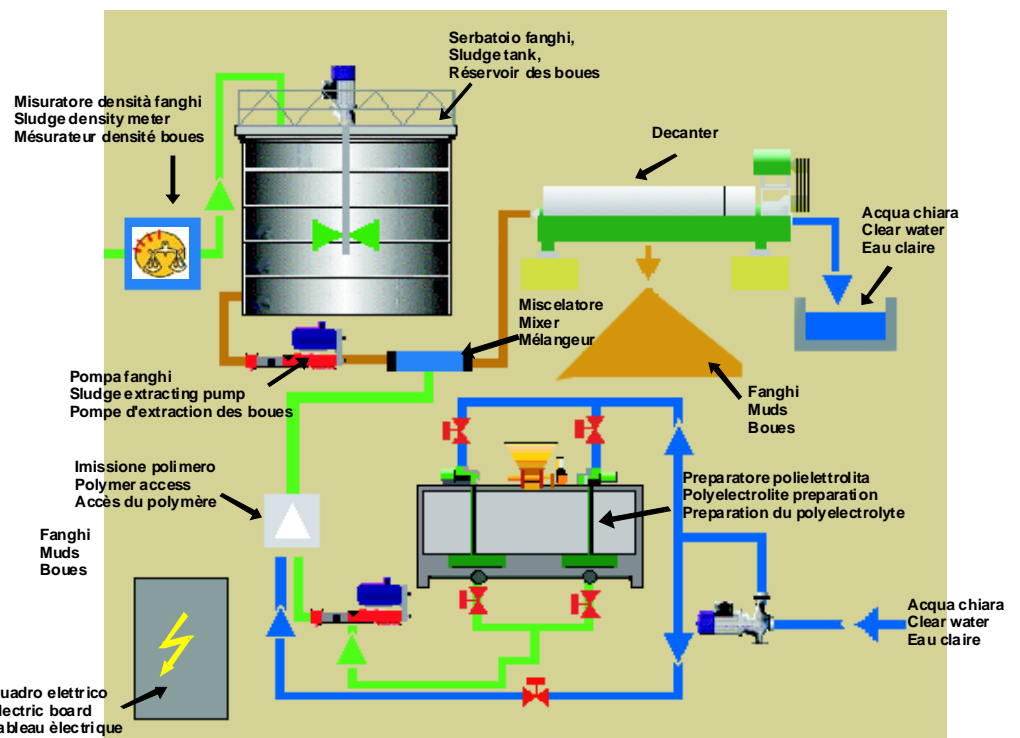 Serbatoio fanghi,
Sludge tank,
Réservoir des boues
Misuratore densità fanghi
Sludge density meter
Mésurateur densité boues
Decanter
Acqua chiara
Clear water
Eau claire
Miscelatore
Mixer
Mélangeur
Pompa fanghi
Sludge extracting pump
Pompe d'extraction des boues
Fanghi
Muds
Boues
Imissione polimero
Polymer access
Accès du polymère
Preparatore polielettrolita
Polyelectrolite preparation
Preparation du polyelectrolyte
Fanghi
Muds
Boues
Acqua chiara
Clear water
Eau claire
uadro elettrico
lectric board
ableau èlectrique